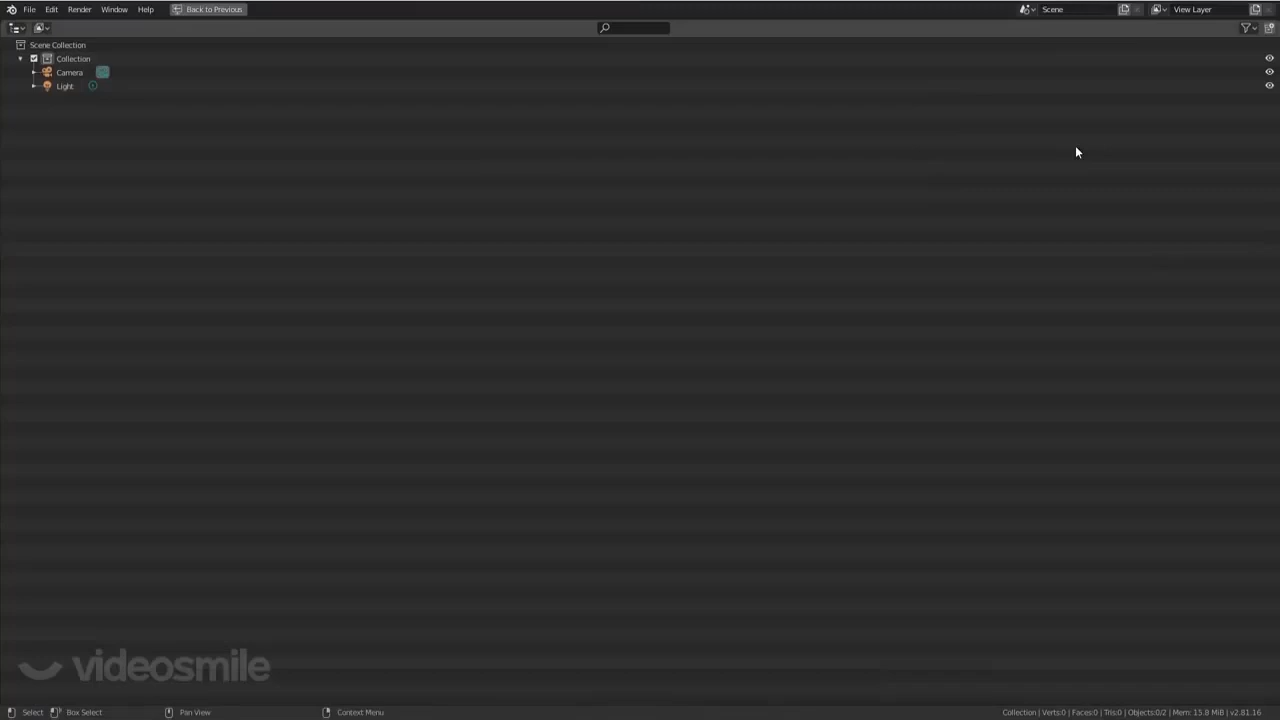 File Edit Render Window Help Back to Previous Scene View Layer
Scene Collection
Collection
Camera
Light
videosmile
Select Box Select Pan View Context Menu Collection | Verts:0 | Faces:0 | Tris:0 | Objects:0/2 | Mem: 15.8 MiB | v2.81.16